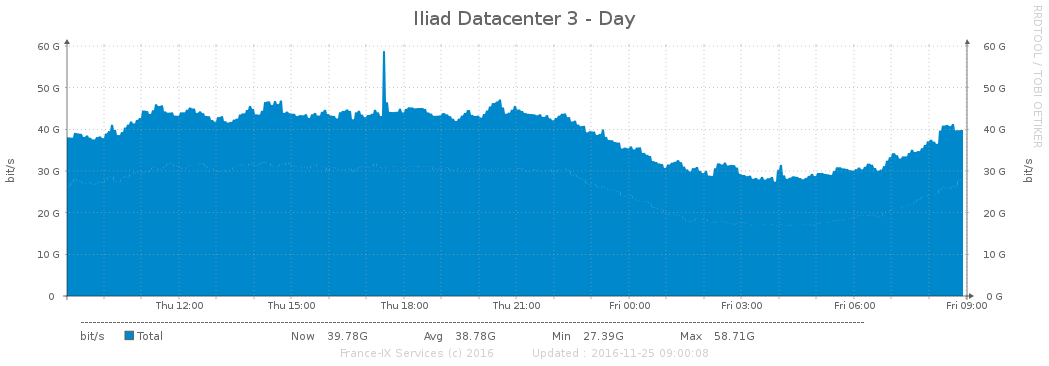 Iliad Datacenter 3 - Day
RRDTOOL / TOBI OETIKER
60 G 60 G
50 G 50 G
40 G 40 G
30 G 30 G
20 G 20 G
10 G 10 G
0 0 G
bit/s bit/s
Thu 12:00 Thu 15:00 Thu 18:00 Thu 21:00 Fri 00:00 Fri 03:00 Fri 06:00 Fri 09:00
bit/s Total Now 39.78G Avg 38.78G Min 27.39G Max 58.71G
France-IX Services (c) 2016 Updated : 2016-11-25 09:00:08